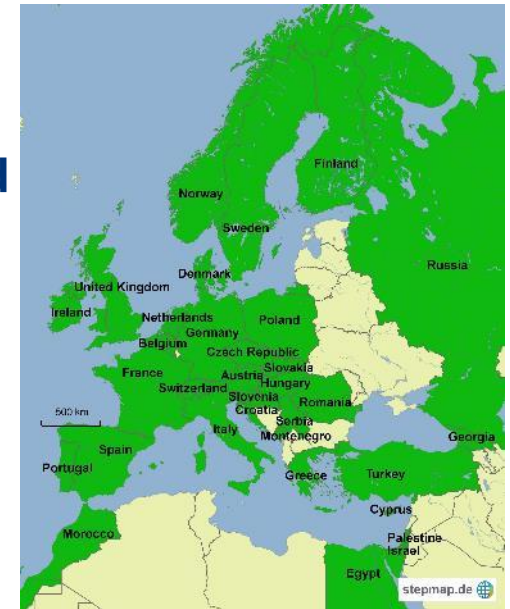 Finland
Norway
Sweden
Russia
Denmark
United Kingdom
Ireland
Netherlands
Poland
Germany
Belgium
Czech Republic
Slovakia
France
Austria
Hungary
Switzerland
Slovenia
Romania
Croatia
500 km
Serbia
Italy
Montenegro
Georgia
Spain
Portugal
Greece
Turkey
Cyprus
Morocco
Palestine
Israel
Egypt
stepmap.de